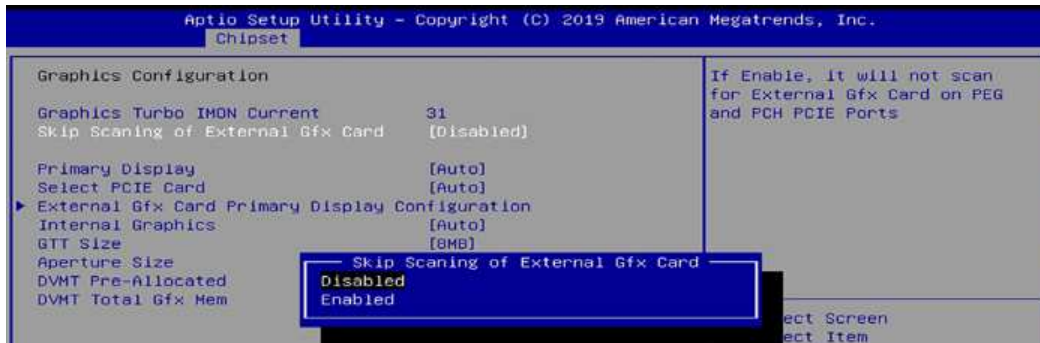 Aptio Setup Utility – Copyright (C) 2019 American Megatrends, Inc.
Chipset
Graphics Configuration
Graphics Turbo IMON Current 31
Skip Scaning of External Gfx Card [Disabled]
Primary Display [Auto]
Select PCIE Card [Auto]
External Gfx Card Primary Display Configuration
Internal Graphics [Auto]
GTT Size [8MB]
Aperture Size
DVMT Pre-Allocated
DVMT Total Gfx Mem
Skip Scaning of External Gfx Card
Disabled
Enabled
If Enable, it will not scan
for External Gfx Card on PEG
and PCH PCIE Ports
ect Screen
ect Item